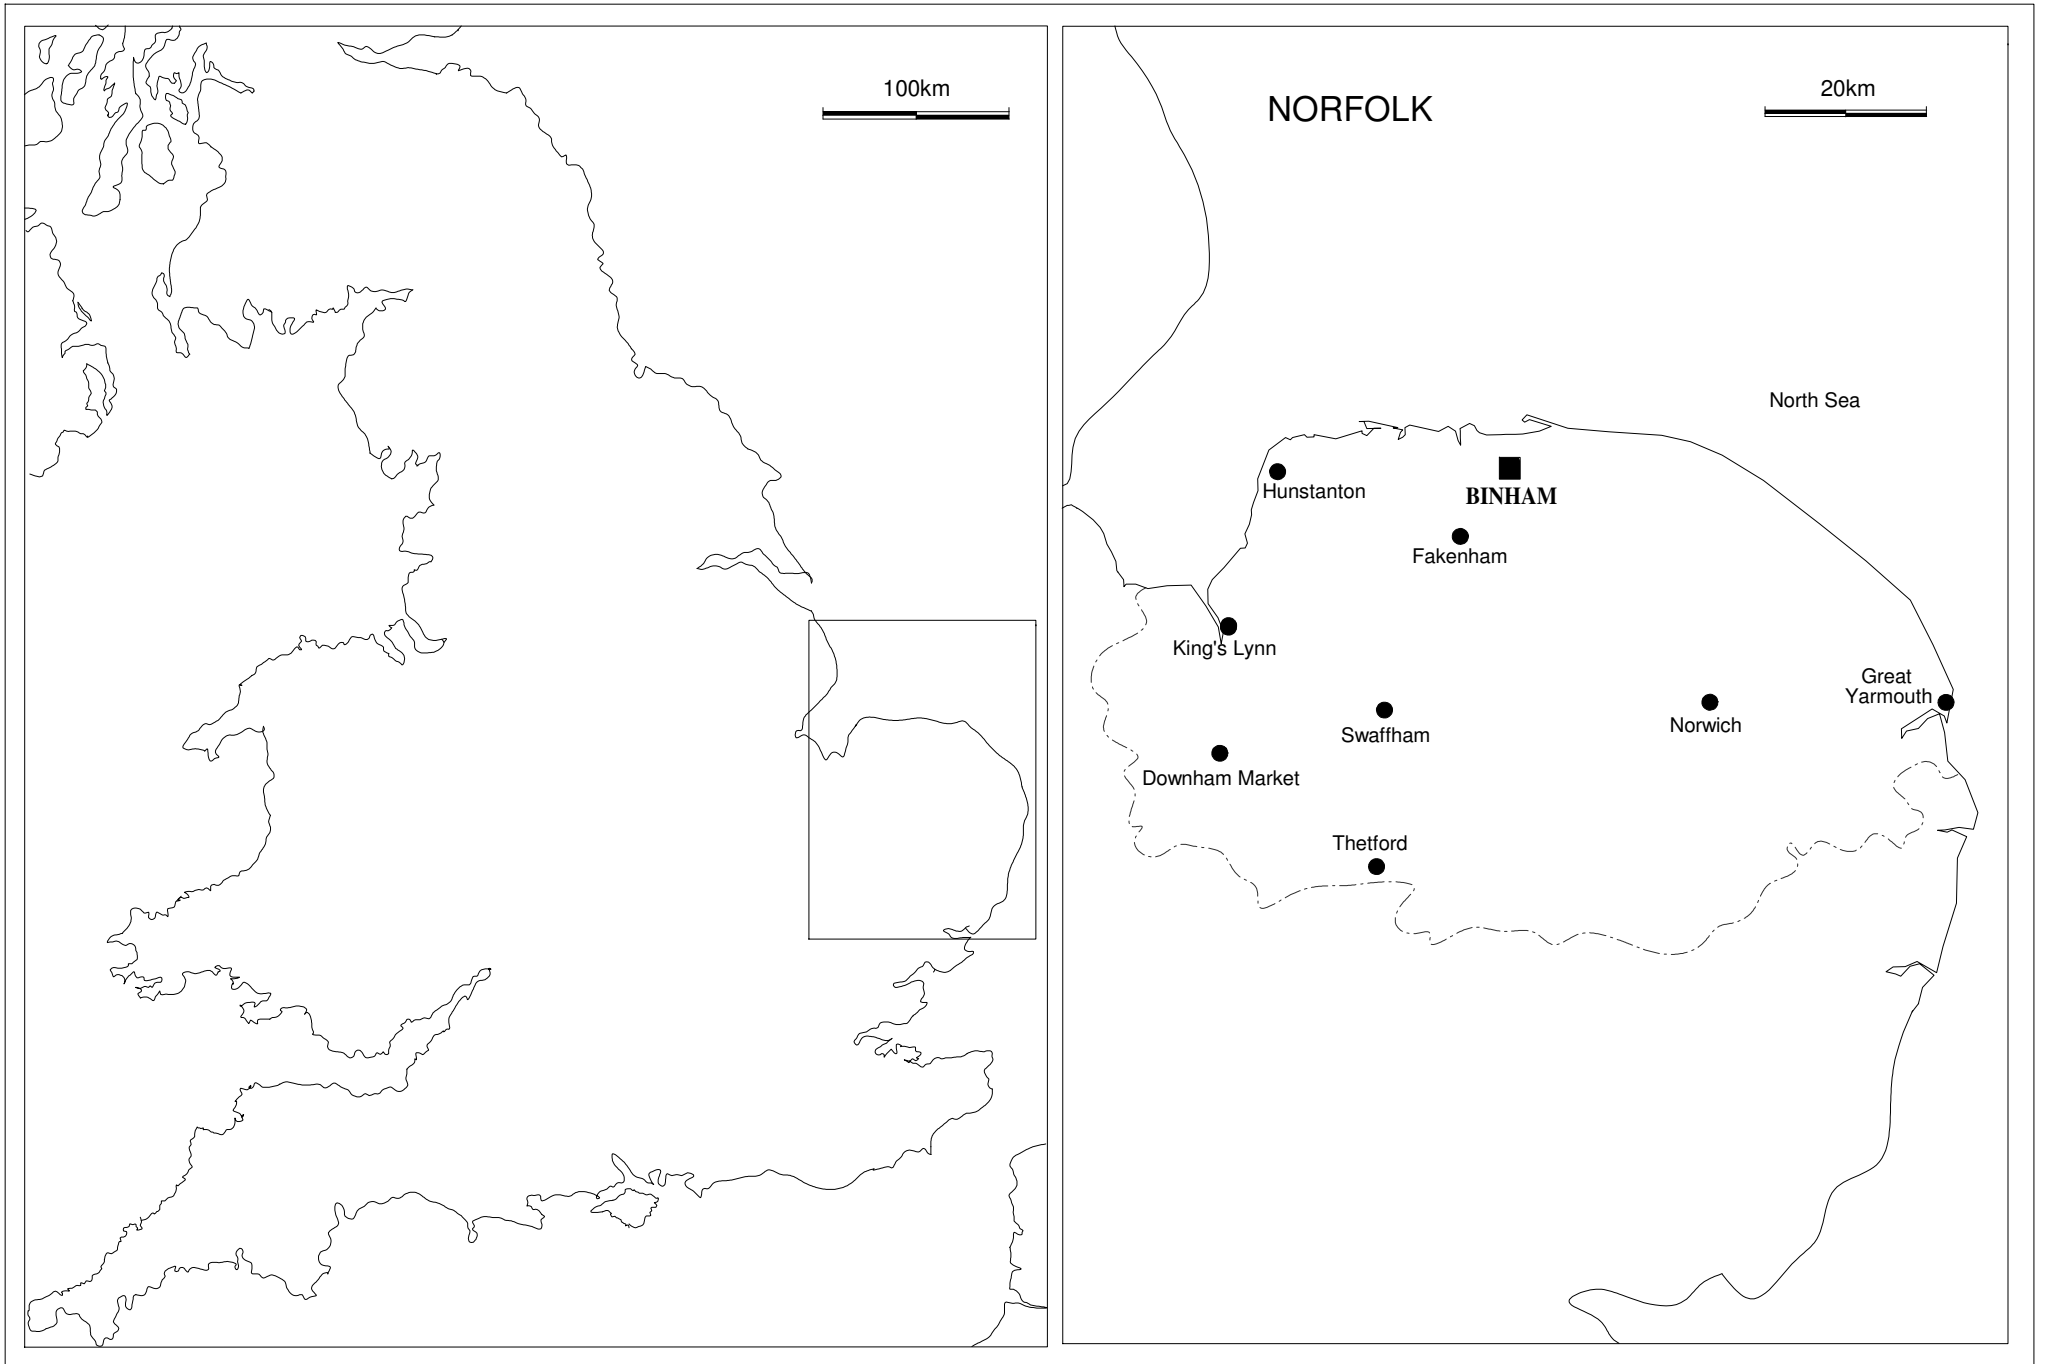 100km
NORFOLK
20km
North Sea
Hunstanton
BINHAM
Fakenham
King's Lynn
Great
Yarmouth
Swaffham
Norwich
Downham Market
Thetford